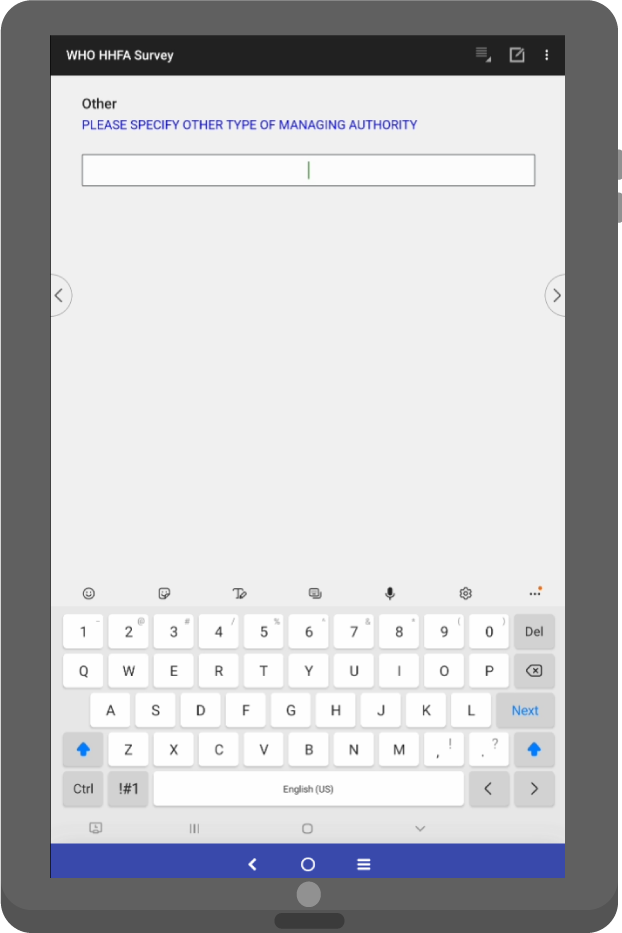 WHO HHFA Survey
Other
PLEASE SPECIFY OTHER TYPE OF MANAGING AUTHORITY
1 2 @ 3 # 4 / 5 % 6 7 & 8 * 9 ( 0 ) Del
Q W E R T Y U I O P
A S D F G H J K L Next
Z X C V B N M , ! . ?
Ctrl !#1 English (US) < >